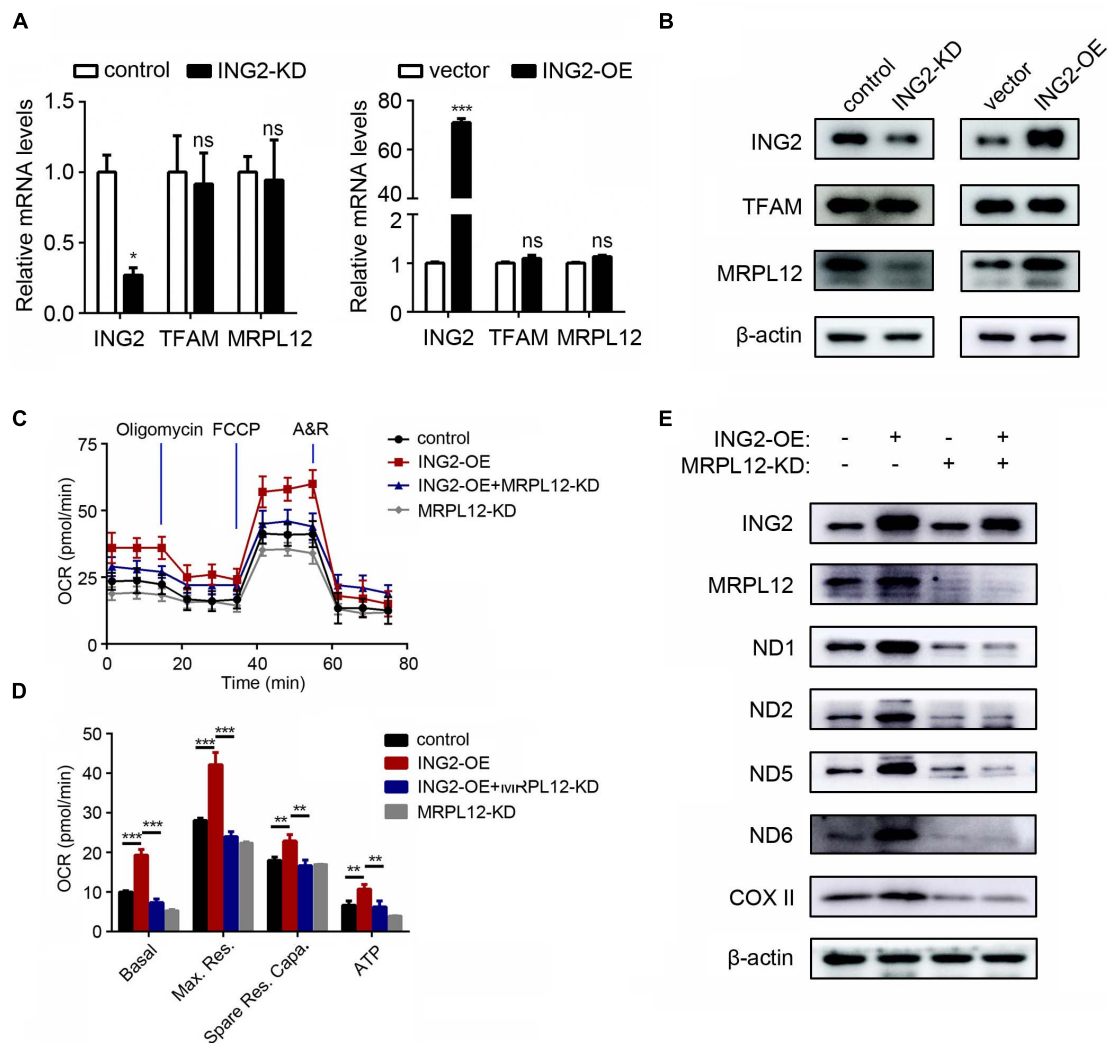 A
control ING2-KD
Relative mRNA levels
1.5
1.0
0.5
0.0
*
ns
ns
ING2 TFAM MRPL12
vector ING2-OE
Relative mRNA levels
80
60
40
2
1
0
***
ns
ns
ING2 TFAM MRPL12
B
control ING2-KD vector ING2-OE
ING2
TFAM
MRPL12
β-actin
C
Oligomycin FCCP A&R
OCR (pmol/min)
75
50
25
0
0 20 40 60 80
Time (min)
control
ING2-OE
ING2-OE+MRPL12-KD
MRPL12-KD
D
OCR (pmol/min)
50
40
30
20
10
0
*** ***
*** ***
** **
** **
Basal
Max. Res.
Spare Res. Capa.
ATP
control
ING2-OE
ING2-OE+MRPL12-KD
MRPL12-KD
E
ING2-OE: - + - +
MRPL12-KD: - - + +
ING2
MRPL12
ND1
ND2
ND5
ND6
COX II
β-actin